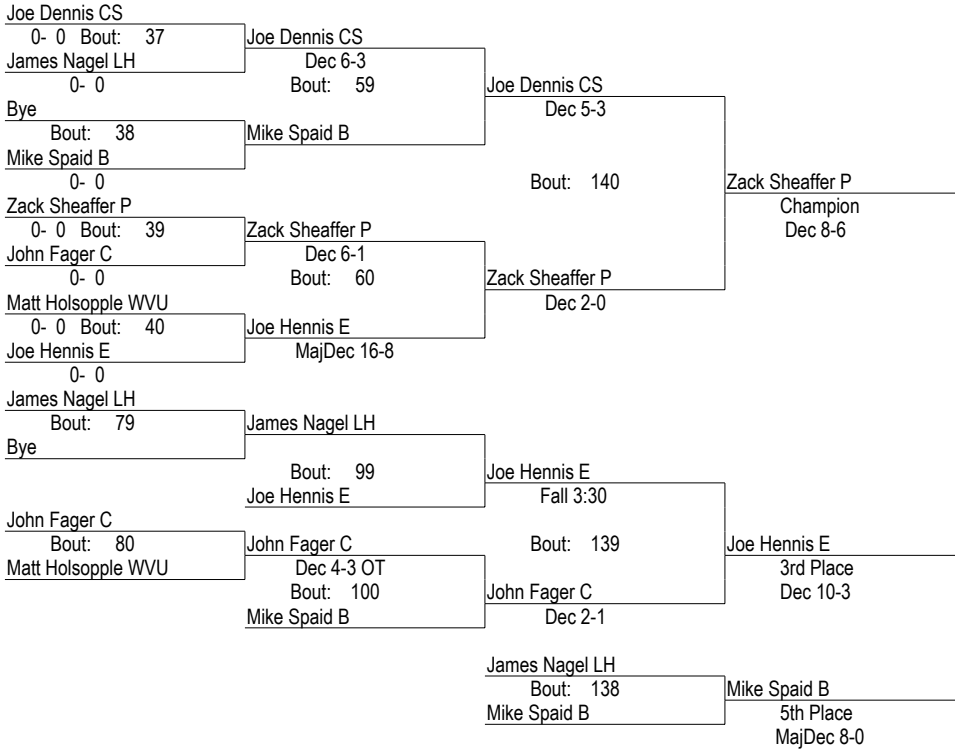 Joe Dennis CS
0- 0 Bout: 37
James Nagel LH
0- 0
Bye
Bout: 38
Mike Spaid B
0- 0
Zack Sheaffer P
0- 0 Bout: 39
John Fager C
0- 0
Matt Holsopple WVU
0- 0 Bout: 40
Joe Hennis E
0- 0
Joe Dennis CS
Dec 6-3
Bout: 59
Mike Spaid B
Zack Sheaffer P
Dec 6-1
Bout: 60
Joe Hennis E
MajDec 16-8
Joe Dennis CS
Dec 5-3
Bout: 140
Zack Sheaffer P
Dec 2-0
Zack Sheaffer P
Champion
Dec 8-6
James Nagel LH
Bout: 79
Bye
John Fager C
Bout: 80
Matt Holsopple WVU
James Nagel LH
Bout: 99
Joe Hennis E
John Fager C
Dec 4-3 OT
Bout: 100
Mike Spaid B
Joe Hennis E
Fall 3:30
Bout: 139
John Fager C
Dec 2-1
Joe Hennis E
3rd Place
Dec 10-3
James Nagel LH
Bout: 138
Mike Spaid B
Mike Spaid B
5th Place
MajDec 8-0